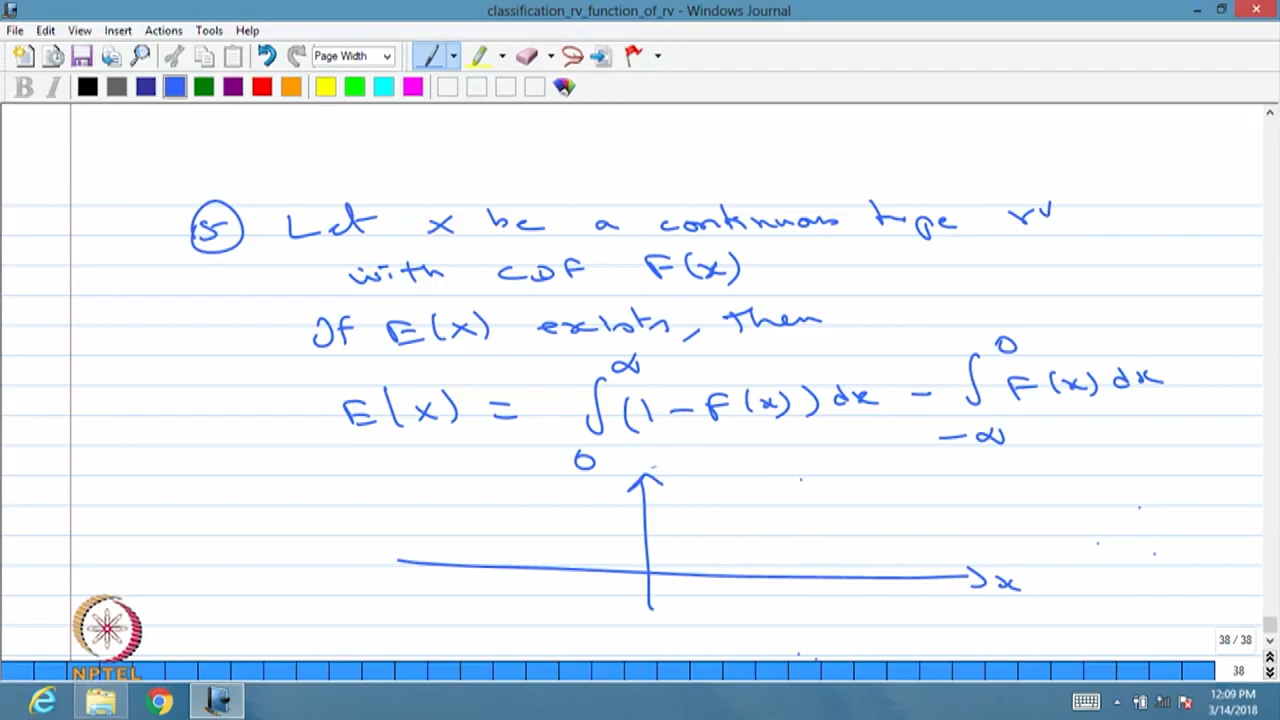 classification_rv_function_of_rv - Windows Journal
File Edit View Insert Actions Tools Help
Page Width
B I
5 Let X be a continuous type rv
with CDF F(x)
If E(X) exists, then
E(X) = ∫₀^∞ (1 - F(x)) dx - ∫₋∞^0 F(x) dx
x
38 / 38
NPTEL
38
12:09 PM
3/14/2018